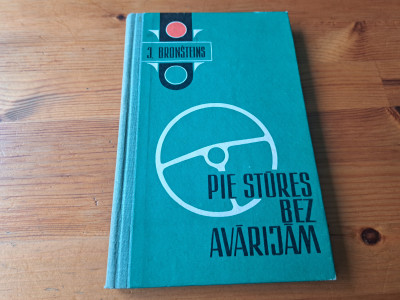 J. BRONŠTEINS
PIE STŪRES
BEZ
AVĀRIJĀM